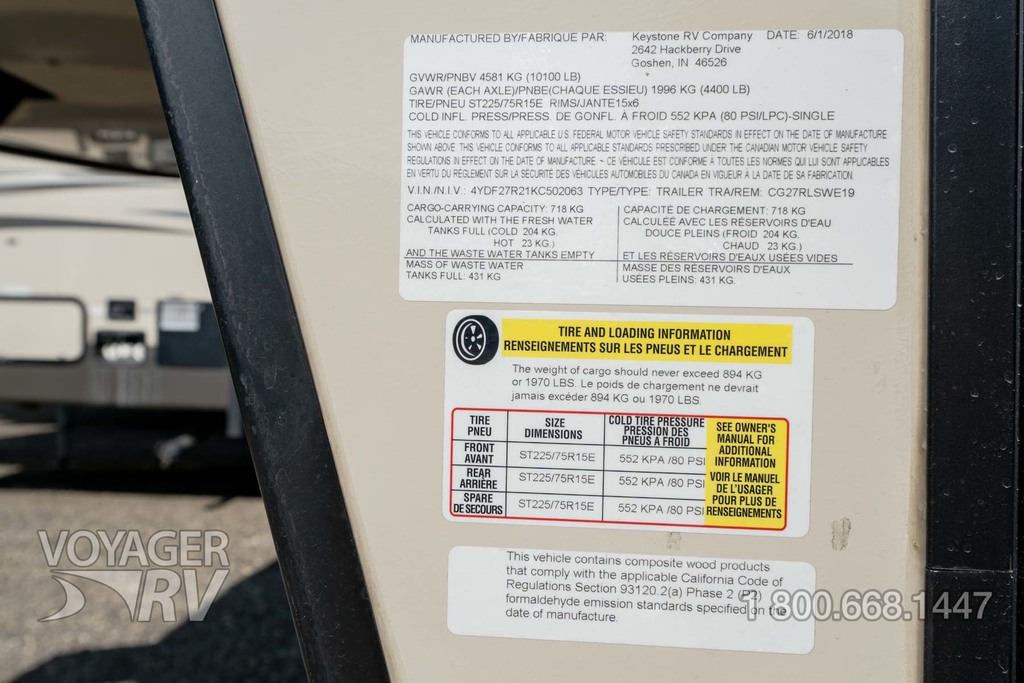 MANUFACTURED BY/FABRIQUE PAR: Keystone RV Company DATE: 6/1/2018
2642 Hackberry Drive
Goshen, IN 46526
GVWR/PNBV 4581 KG (10100 LB)
GAWR (EACH AXLE)/PNBE(CHAQUE ESSIEU) 1996 KG (4400 LB)
TIRE/PNEU ST225/75R15E RIMS/JANTE15x6
COLD INFL. PRESS/PRESS. DE GONFL. À FROID 552 KPA (80 PSI/LPC)-SINGLE
THIS VEHICLE CONFORMS TO ALL APPLICABLE U.S. FEDERAL MOTOR VEHICLE SAFETY STANDARDS IN EFFECT ON THE DATE OF MANUFACTURE
SHOWN ABOVE. THIS VEHICLE CONFORMS TO ALL APPLICABLE STANDARDS PRESCRIBED UNDER THE CANADIAN MOTOR VEHICLE SAFETY
REGULATIONS IN EFFECT ON THE DATE OF MANUFACTURE ~ CE VÉHICULE EST CONFORME À TOUTES LES NORMES QUI LUI SONT APPLICABLES
EN VERTU DU REGLEMENT SUR LA SÉCURITÉ DES VÉHICULES AUTOMOBILES DU CANADA EN VIGUEUR À LA DATE DE SA FABRICATION.
V.I.N./N.I.V.: 4YDF27R21KC502063 TYPE/TYPE: TRAILER TRA/REM: CG27RLSWE19
CARGO-CARRYING CAPACITY: 718 KG
CALCULATED WITH THE FRESH WATER
TANKS FULL (COLD 204 KG.
HOT 23 KG.)
AND THE WASTE WATER TANKS EMPTY
MASS OF WASTE WATER
TANKS FULL: 431 KG
CAPACITÉ DE CHARGEMENT: 718 KG
CALCULÉE AVEC LES RÉSERVOIRS D'EAU
DOUCE PLEINS (FROID 204 KG.
CHAUD 23 KG.)
ET LES RÉSERVOIRS D'EAUX USÉES VIDES
MASSE DES RÉSERVOIRS D'EAUX
USÉES PLEINS: 431 KG.
TIRE AND LOADING INFORMATION
RENSEIGNEMENTS SUR LES PNEUS ET LE CHARGEMENT
The weight of cargo should never exceed 894 KG
or 1970 LBS. Le poids de chargement ne devrait
jamais excéder 894 KG ou 1970 LBS.
TIRE
PNEU
SIZE
DIMENSIONS
COLD TIRE PRESSURE
PRESSION DES
PNEUS A FROID
FRONT
AVANT
ST225/75R15E
552 KPA /80 PSI
REAR
ARRIÈRE
ST225/75R15E
552 KPA /80 PSI
SPARE
DE SECOURS
ST225/75R15E
552 KPA /80 PSI
SEE OWNER'S
MANUAL FOR
ADDITIONAL
INFORMATION
VOIR LE MANUEL
DE L'USAGER
POUR PLUS DE
RENSEIGNEMENTS
This vehicle contains composite wood products
that comply with the applicable California Code of
Regulations Section 93120.2(a) Phase 2 (P2)
formaldehyde emission standards specified on the
date of manufacture.
VOYAGER
RV
1 800.668.1447